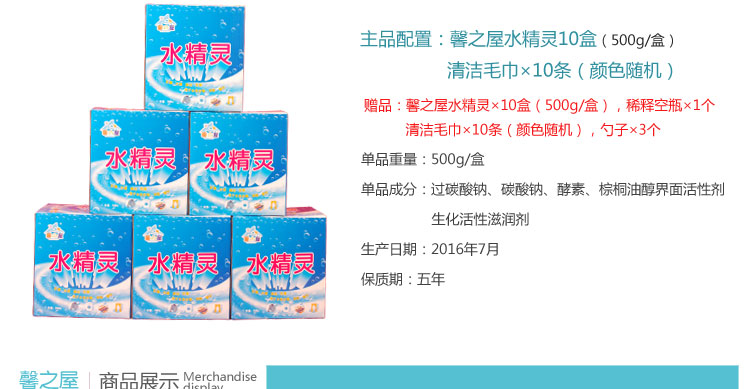 水精灵
水精灵
水精灵
水精灵
水精灵
水精灵
主品配置：馨之屋水精灵10盒（500g/盒）
清洁毛巾×10条（颜色随机）
赠品：馨之屋水精灵×10盒（500g/盒），稀释空瓶×1个
清洁毛巾×10条（颜色随机），勺子×3个
单品重量：500g/盒
单品成分：过碳酸钠、碳酸钠、酵素、棕榈油醇界面活性剂
生化活性滋润剂
生产日期：2016年7月
保质期：五年
馨之屋 商品展示 Merchandise
display